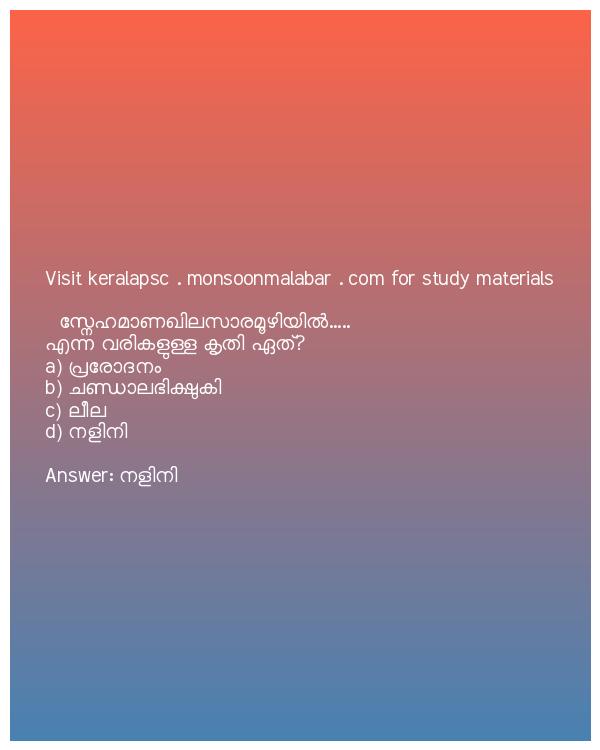 Visit keralapsc . monsoonmalabar . com for study materials
സ്നേഹമാണഖിലസാരമൂഴിയിൽ.....
എന്ന വരികളുള്ള കൃതി ഏത്?
a) പ്രരോദനം
b) ചണ്ഡാലഭിക്ഷുകി
c) ലീല
d) നളിനി
Answer: നളിനി